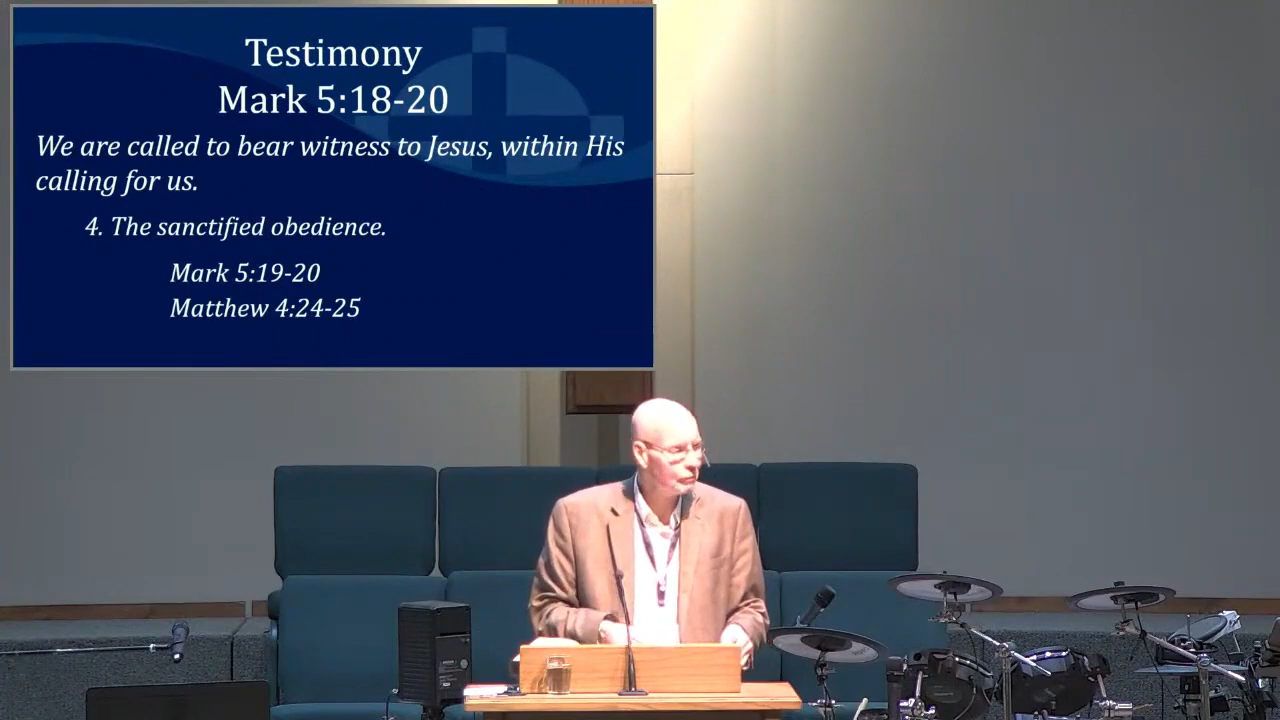 Testimony
Mark 5:18-20
We are called to bear witness to Jesus, within His
calling for us.
4. The sanctified obedience.
Mark 5:19-20
Matthew 4:24-25